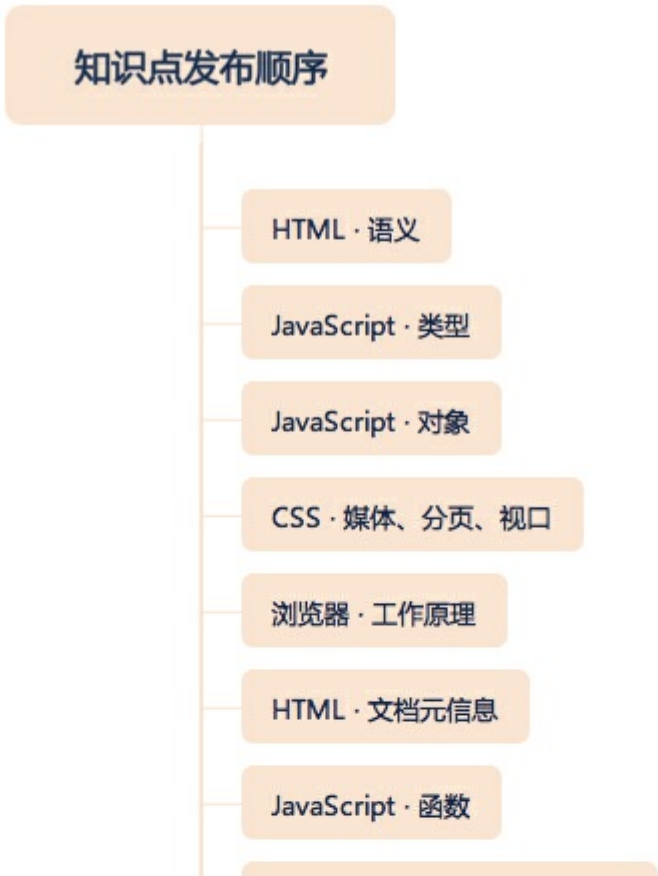 知识点发布顺序
HTML · 语义
JavaScript · 类型
JavaScript · 对象
CSS · 媒体、分页、视口
浏览器 · 工作原理
HTML · 文档元信息
JavaScript · 函数